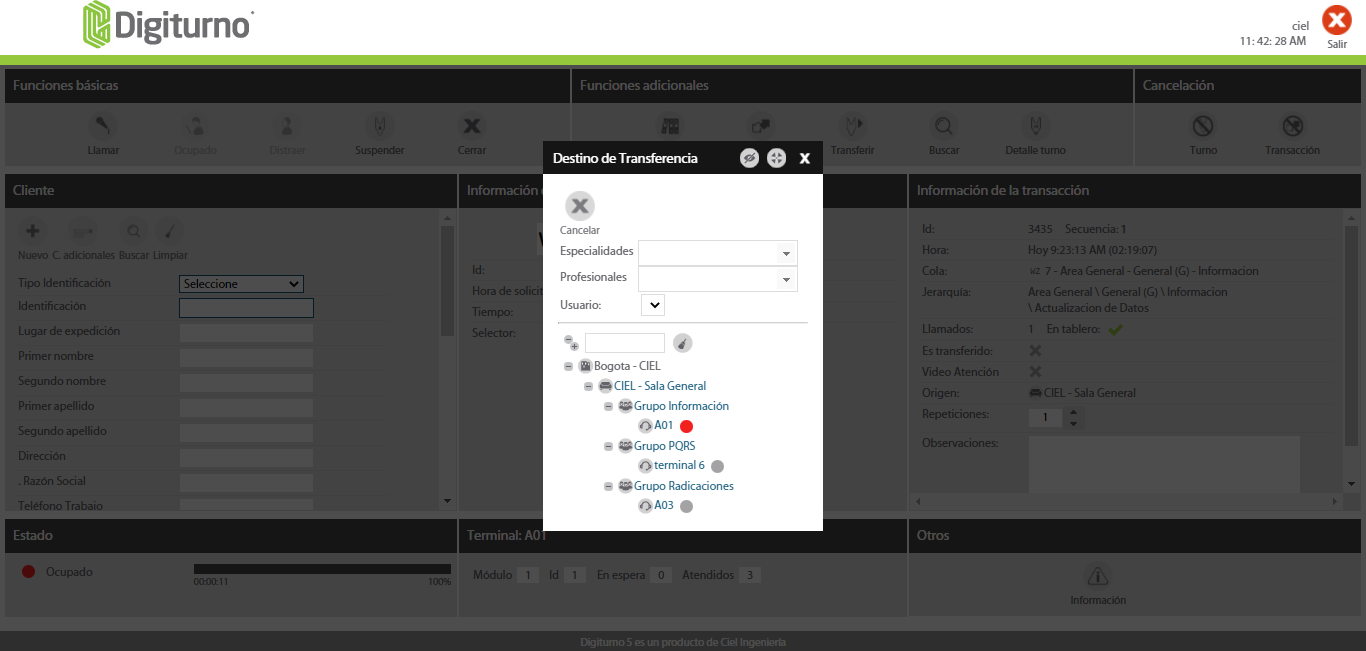 Digiturno
ciel
11: 42: 28 AM
Salir
Funciones básicas
Funciones adicionales
Cancelación
Llamar
Ocupado
Distraer
Suspender
Cerrar
Transferir
Buscar
Detalle turno
Turno
Transacción
Cliente
Nuevo C. adicionales Buscar Limpiar
Tipo Identificación Seleccione
Identificación
Lugar de expedición
Primer nombre
Segundo nombre
Primer apellido
Segundo apellido
Dirección
. Razón Social
Teléfono Trabajo
Información
Id:
Hora de solicit
Tiempo:
Selector:
Destino de Transferencia
X
Cancelar
Especialidades
Profesionales
Usuario:
Bogota - CIEL
CIEL - Sala General
Grupo Información
A01
Grupo PQRS
terminal 6
Grupo Radicaciones
A03
Información de la transacción
Id: 3435 Secuencia: 1
Hora: Hoy 9:23:13 AM (02:19:07)
Cola: 7 - Area General - General (G) - Informacion
Jerarquía: Area General \ General (G) \ Informacion
\ Actualizacion de Datos
Llamados: 1 En tablero:
Es transferido:
Video Atención
Origen: CIEL - Sala General
Repeticiones: 1
Observaciones:
Estado
Ocupado
00:00:11 100%
Terminal: A01
Módulo 1 Id 1 En espera 0 Atendidos 3
Otros
Información
Digiturno 5 es un producto de Ciel Ingeniería